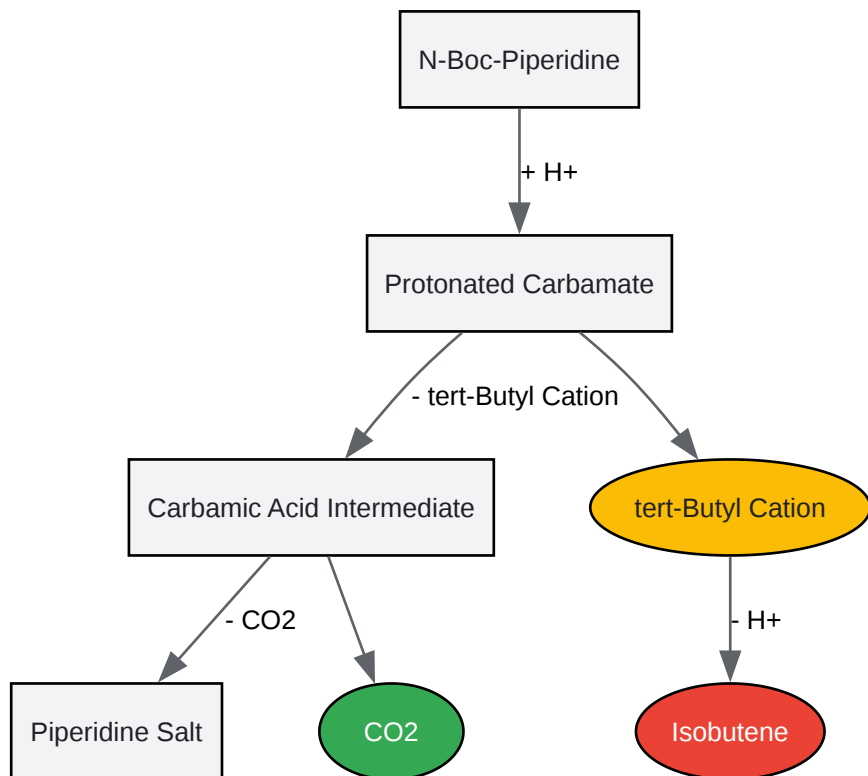 N-Boc-Piperidine
+ H+
Protonated Carbamate
- tert-Butyl Cation
Carbamic Acid Intermediate
tert-Butyl Cation
- CO2
- H+
Piperidine Salt
CO2
Isobutene